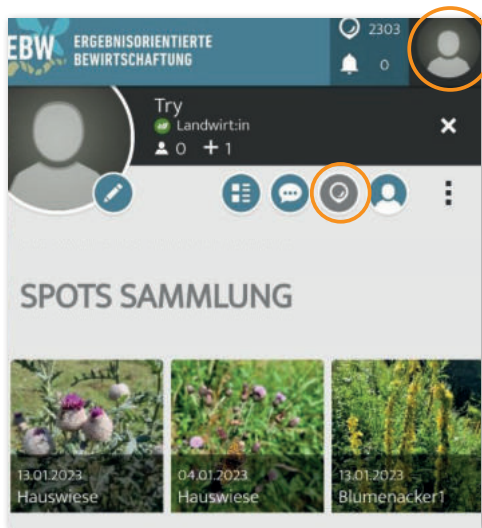 EBW
ERGEBNISORIENTIERTE
BEWIRTSCHAFTUNG
2303
0
Try
Landwirt:in
0 + 1
SPOTS SAMMLUNG
13.01.2023
Hauswiese
04.01.2023
Hauswiese
13.01.2023
Blumenacker1